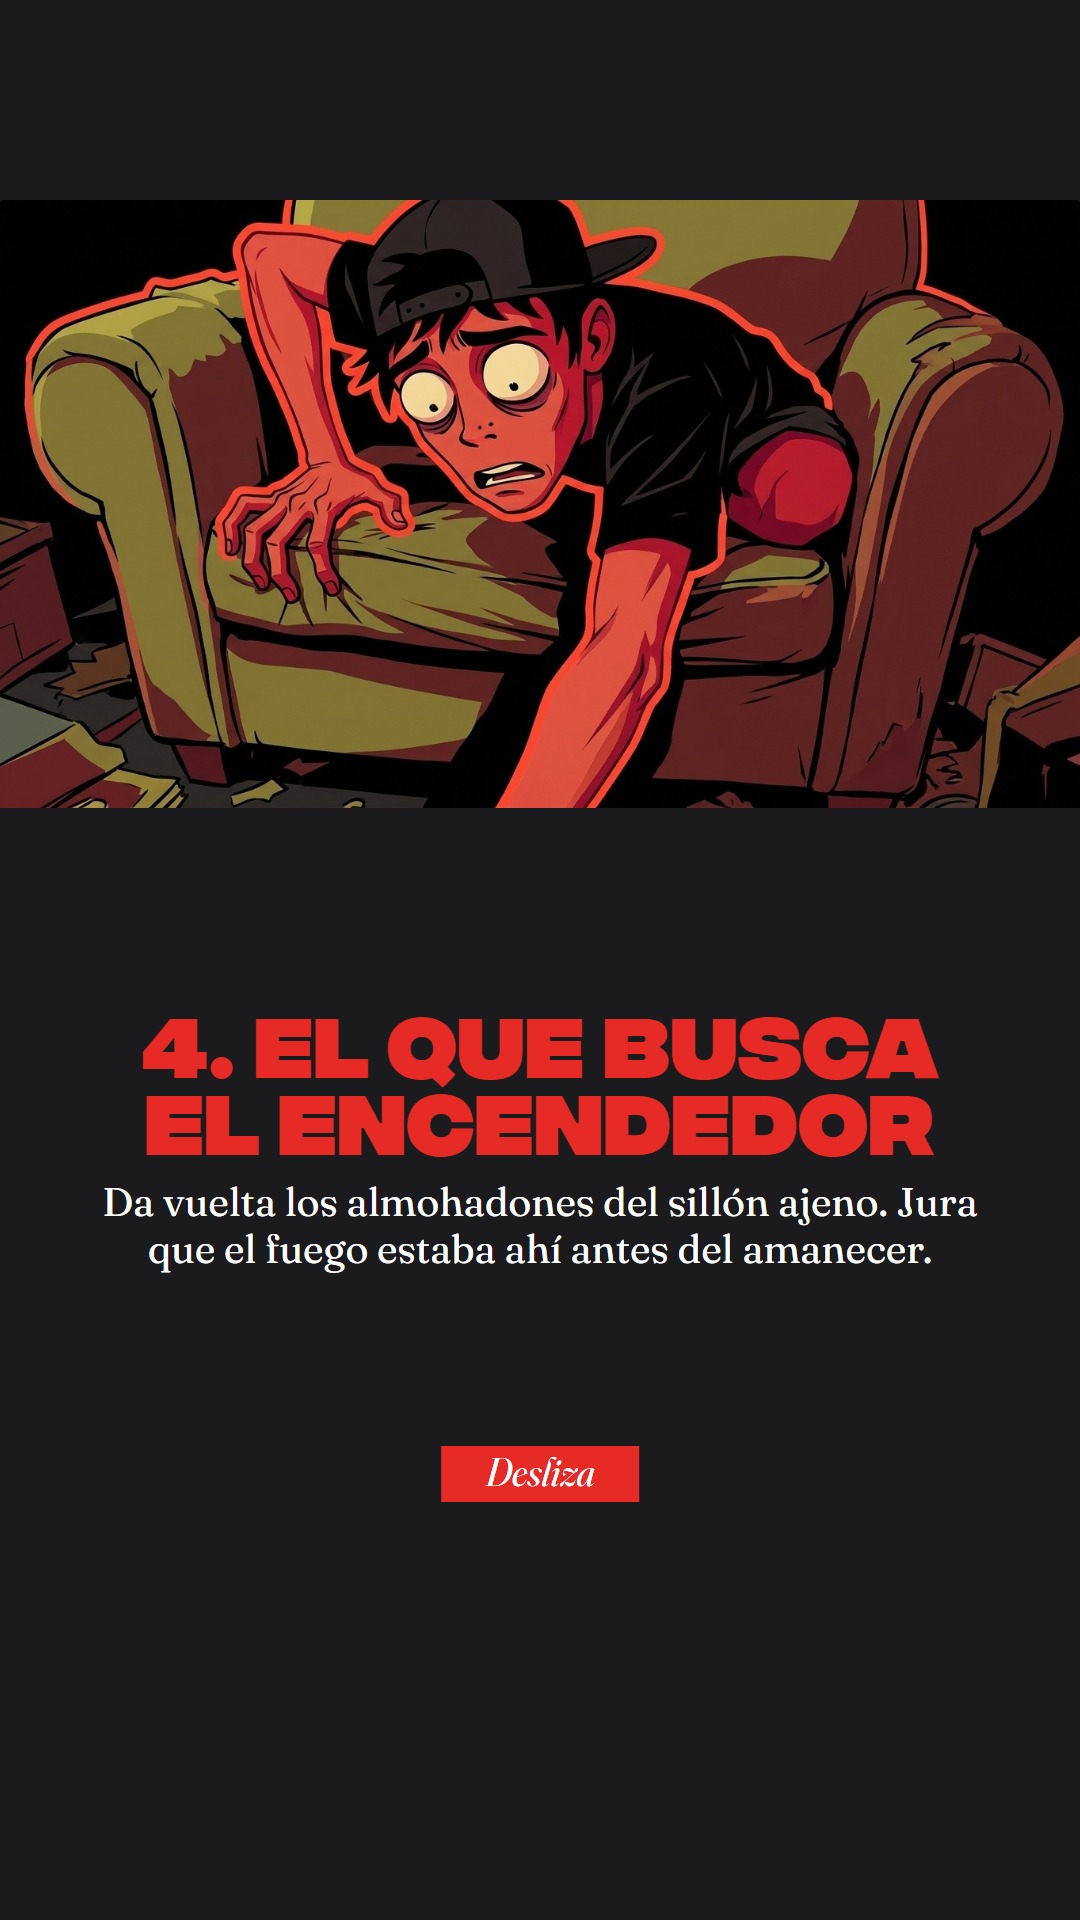 4. EL QUE BUSCA
EL ENCENDEDOR
Da vuelta los almohadones del sillón ajeno. Jura
que el fuego estaba ahí antes del amanecer.
Desliza